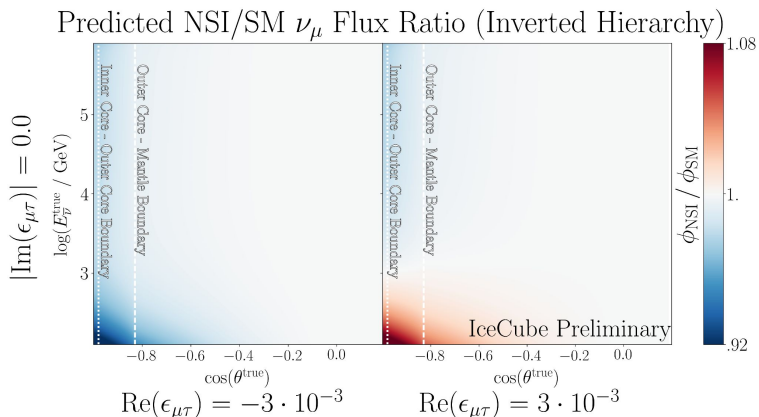 Predicted NSI/SM ν_μ Flux Ratio (Inverted Hierarchy)
|Im(ϵ_μτ)| = 0.0
log(E_ν^true / GeV)
5
4
3
Inner Core - Outer Core Boundary
Outer Core - Mantle Boundary
Inner Core - Outer Core Boundary
Outer Core - Mantle Boundary
IceCube Preliminary
1.08
1.
.92
ϕNSI / ϕSM
−0.8 −0.6 −0.4 −0.2 0.0
−0.8 −0.6 −0.4 −0.2 0.0
cos(θ^true)
cos(θ^true)
Re(ϵ_μτ) = −3 · 10^−3
Re(ϵ_μτ) = 3 · 10^−3